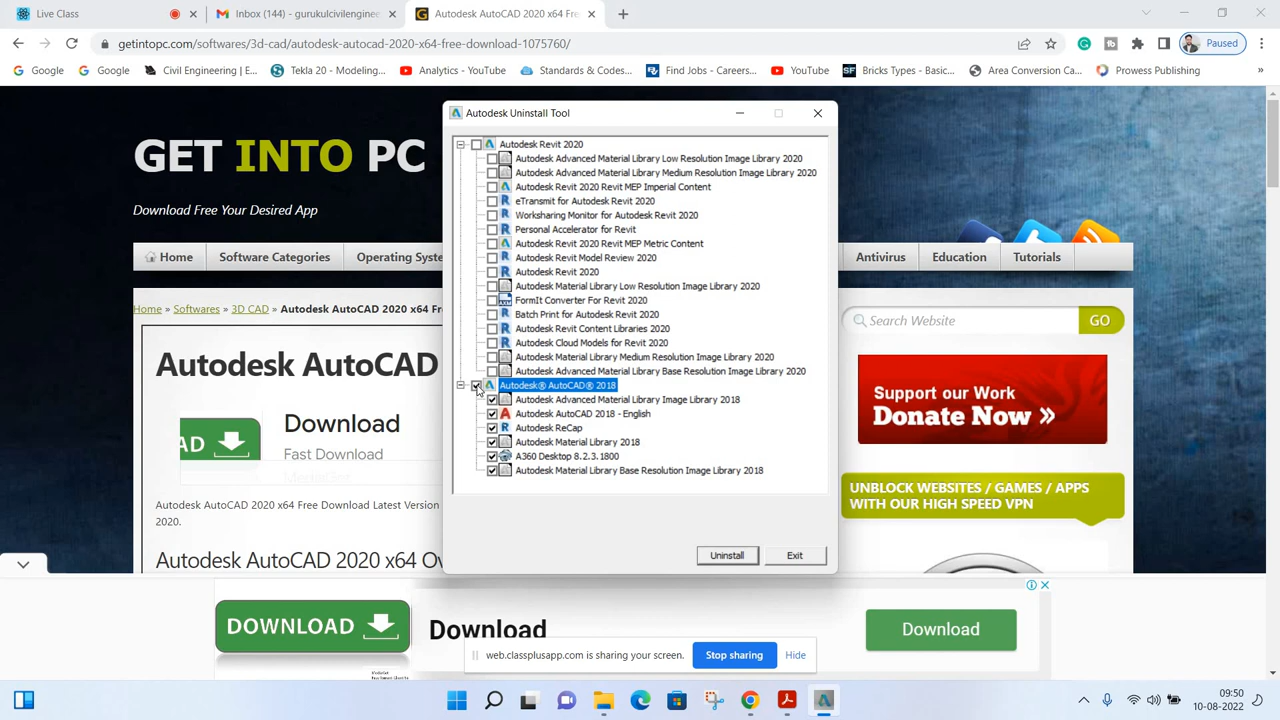 Live Class
Inbox (144) - gurukulcivilengine
Autodesk AutoCAD 2020 x64 Fre
getintopc.com/softwares/3d-cad/autodesk-autocad-2020-x64-free-download-1075760/
Paused
Google
Google
Civil Engineering | E...
Tekla 20 - Modeling...
Analytics - YouTube
Standards & Codes...
Find Jobs - Careers...
YouTube
Bricks Types - Basic...
Area Conversion Ca...
Prowess Publishing
»
GET INTO PC
Download Free Your Desired App
Home
Software Categories
Operating Syste
Antivirus
Education
Tutorials
Home » Softwares » 3D CAD » Autodesk AutoCAD 2020 x64 Fr
Search Website
GO
Autodesk AutoCAD
AD
Download
Fast Download
Support our Work
Donate Now »
UNBLOCK WEBSITES / GAMES / APPS
WITH OUR HIGH SPEED VPN
Autodesk AutoCAD 2020 x64 Free Download Latest Version
2020.
Autodesk AutoCAD 2020 x64 Ov
Autodesk Uninstall Tool
Autodesk Revit 2020
Autodesk Advanced Material Library Low Resolution Image Library 2020
Autodesk Advanced Material Library Medium Resolution Image Library 2020
Autodesk Revit 2020 Revit MEP Imperial Content
eTransmit for Autodesk Revit 2020
Worksharing Monitor for Autodesk Revit 2020
Personal Accelerator for Revit
Autodesk Revit 2020 Revit MEP Metric Content
Autodesk Revit Model Review 2020
Autodesk Revit 2020
Autodesk Material Library Low Resolution Image Library 2020
FormIt Converter For Revit 2020
Batch Print for Autodesk Revit 2020
Autodesk Revit Content Libraries 2020
Autodesk Cloud Models for Revit 2020
Autodesk Material Library Medium Resolution Image Library 2020
Autodesk Advanced Material Library Base Resolution Image Library 2020
Autodesk® AutoCAD® 2018
Autodesk Advanced Material Library Image Library 2018
Autodesk AutoCAD 2018 - English
Autodesk ReCap
Autodesk Material Library 2018
A360 Desktop 8.2.3.1800
Autodesk Material Library Base Resolution Image Library 2018
Uninstall
Exit
DOWNLOAD
Download
Download
web.classplusapp.com is sharing your screen.
Stop sharing
Hide
09:50
10-08-2022